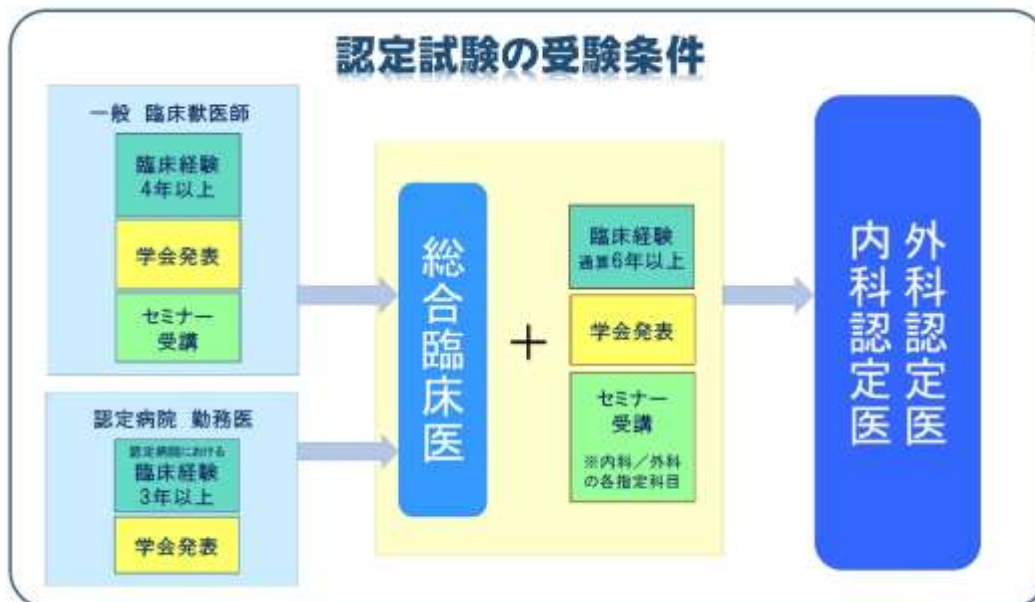 認定試験の受験条件
一般 臨床獣医師
臨床経験
4年以上
学会発表
セミナー
受講
認定病院 勤務医
認定病院における
臨床経験
3年以上
学会発表
総合臨床医
+
臨床経験
通算6年以上
学会発表
セミナー
受講
※内科/外科
の各指定科目
外科認定医
内科認定医